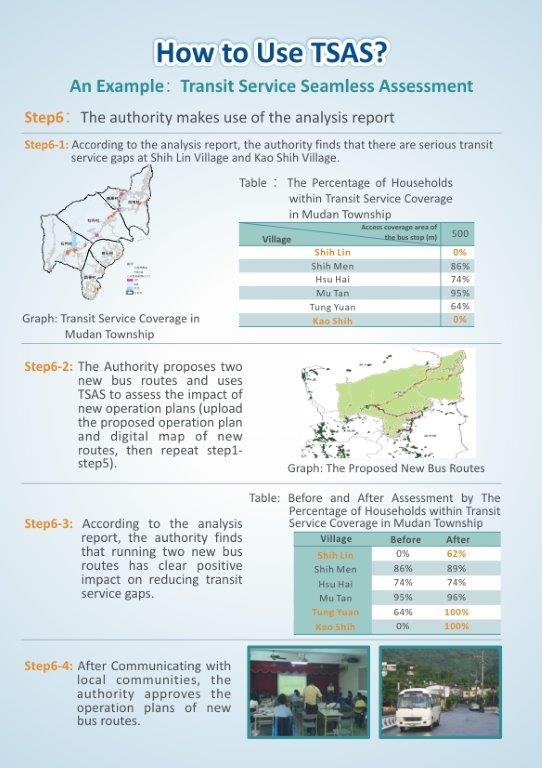 How to Use TSAS?
An Example：Transit Service Seamless Assessment
Step6：The authority makes use of the analysis report
Step6-1: According to the analysis report, the authority finds that there are serious transit
service gaps at Shih Lin Village and Kao Shih Village.
Table：The Percentage of Households
within Transit Service Coverage
in Mudan Township
Village Access coverage area of the bus stop (m) 500
Shih Lin 0%
Shih Men 86%
Hsu Hai 74%
Mu Tan 95%
Tung Yuan 64%
Kao Shih 0%
Graph: Transit Service Coverage in
Mudan Township
Step6-2: The Authority proposes two
new bus routes and uses
TSAS to assess the impact of
new operation plans (upload
the proposed operation plan
and digital map of new
routes, then repeat step1-
step5).
Graph: The Proposed New Bus Routes
Table: Before and After Assessment by The
Percentage of Households within Transit
Service Coverage in Mudan Township
Step6-3: According to the analysis
report, the authority finds
that running two new bus
routes has clear positive
impact on reducing transit
service gaps.
Village Before After
Shih Lin 0% 62%
Shih Men 86% 89%
Hsu Hai 74% 74%
Mu Tan 95% 96%
Tung Yuan 64% 100%
Kao Shih 0% 100%
Step6-4: After Communicating with
local communities, the
authority approves the
operation plans of new
bus routes.